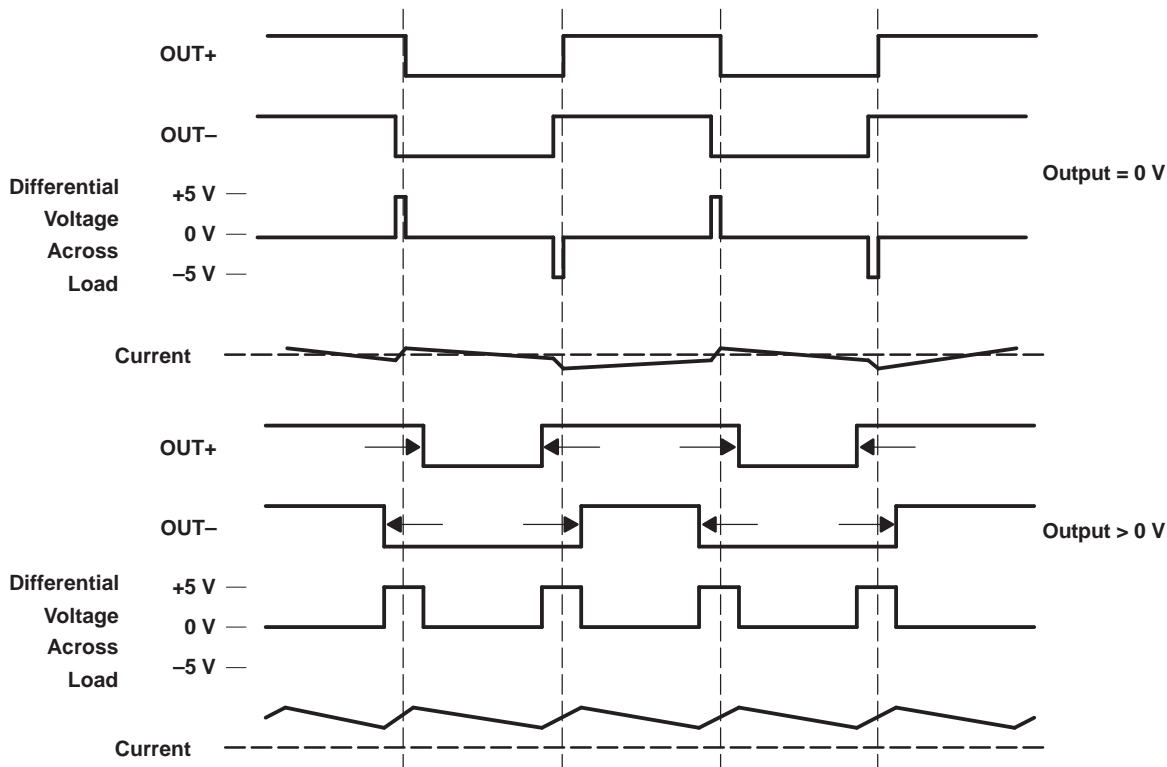 OUT+
OUT–
Output = 0 V
Differential
Voltage
Across
Load
+5 V
0 V
–5 V
Current
OUT+
OUT–
Output > 0 V
Differential
Voltage
Across
Load
+5 V
0 V
–5 V
Current